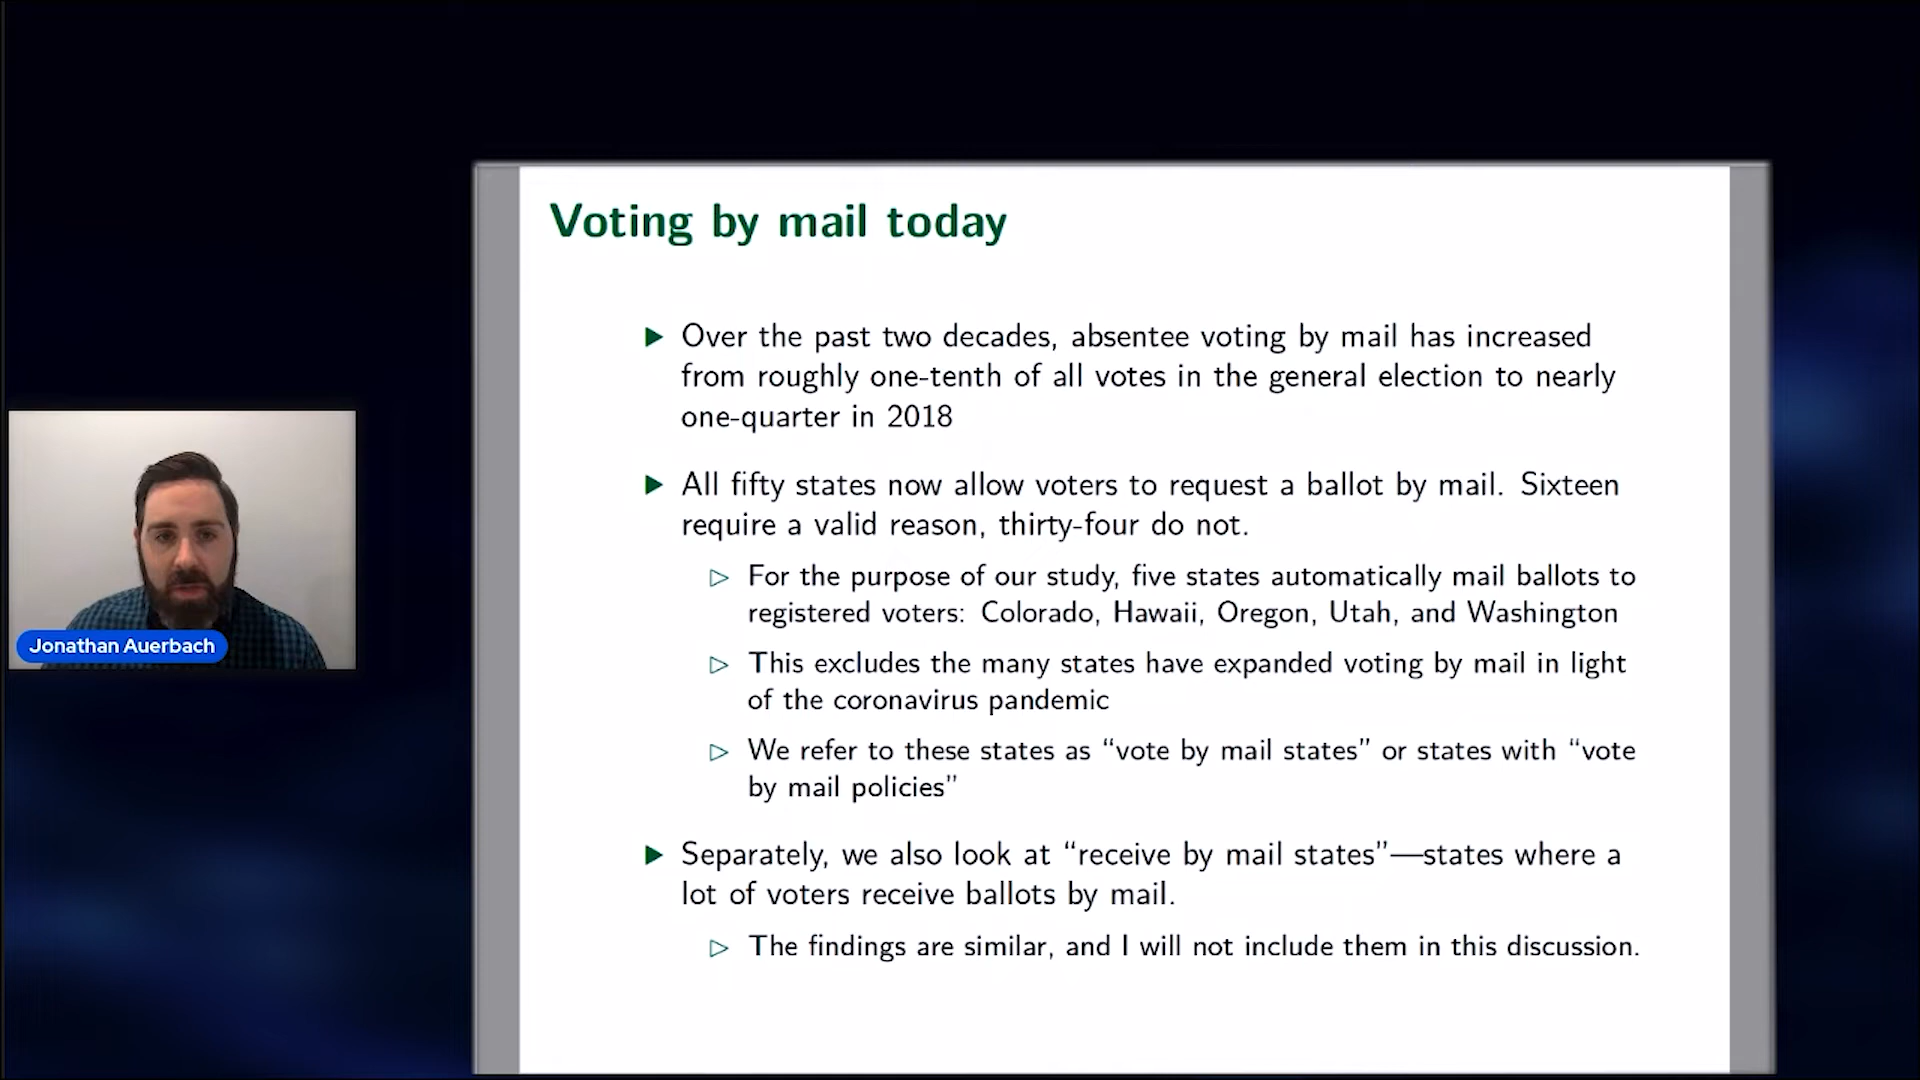 Voting by mail today
▶ Over the past two decades, absentee voting by mail has increased
from roughly one-tenth of all votes in the general election to nearly
one-quarter in 2018
▶ All fifty states now allow voters to request a ballot by mail. Sixteen
require a valid reason, thirty-four do not.
▷ For the purpose of our study, five states automatically mail ballots to
registered voters: Colorado, Hawaii, Oregon, Utah, and Washington
▷ This excludes the many states have expanded voting by mail in light
of the coronavirus pandemic
▷ We refer to these states as “vote by mail states” or states with “vote
by mail policies”
▶ Separately, we also look at “receive by mail states”—states where a
lot of voters receive ballots by mail.
▷ The findings are similar, and I will not include them in this discussion.
Jonathan Auerbach